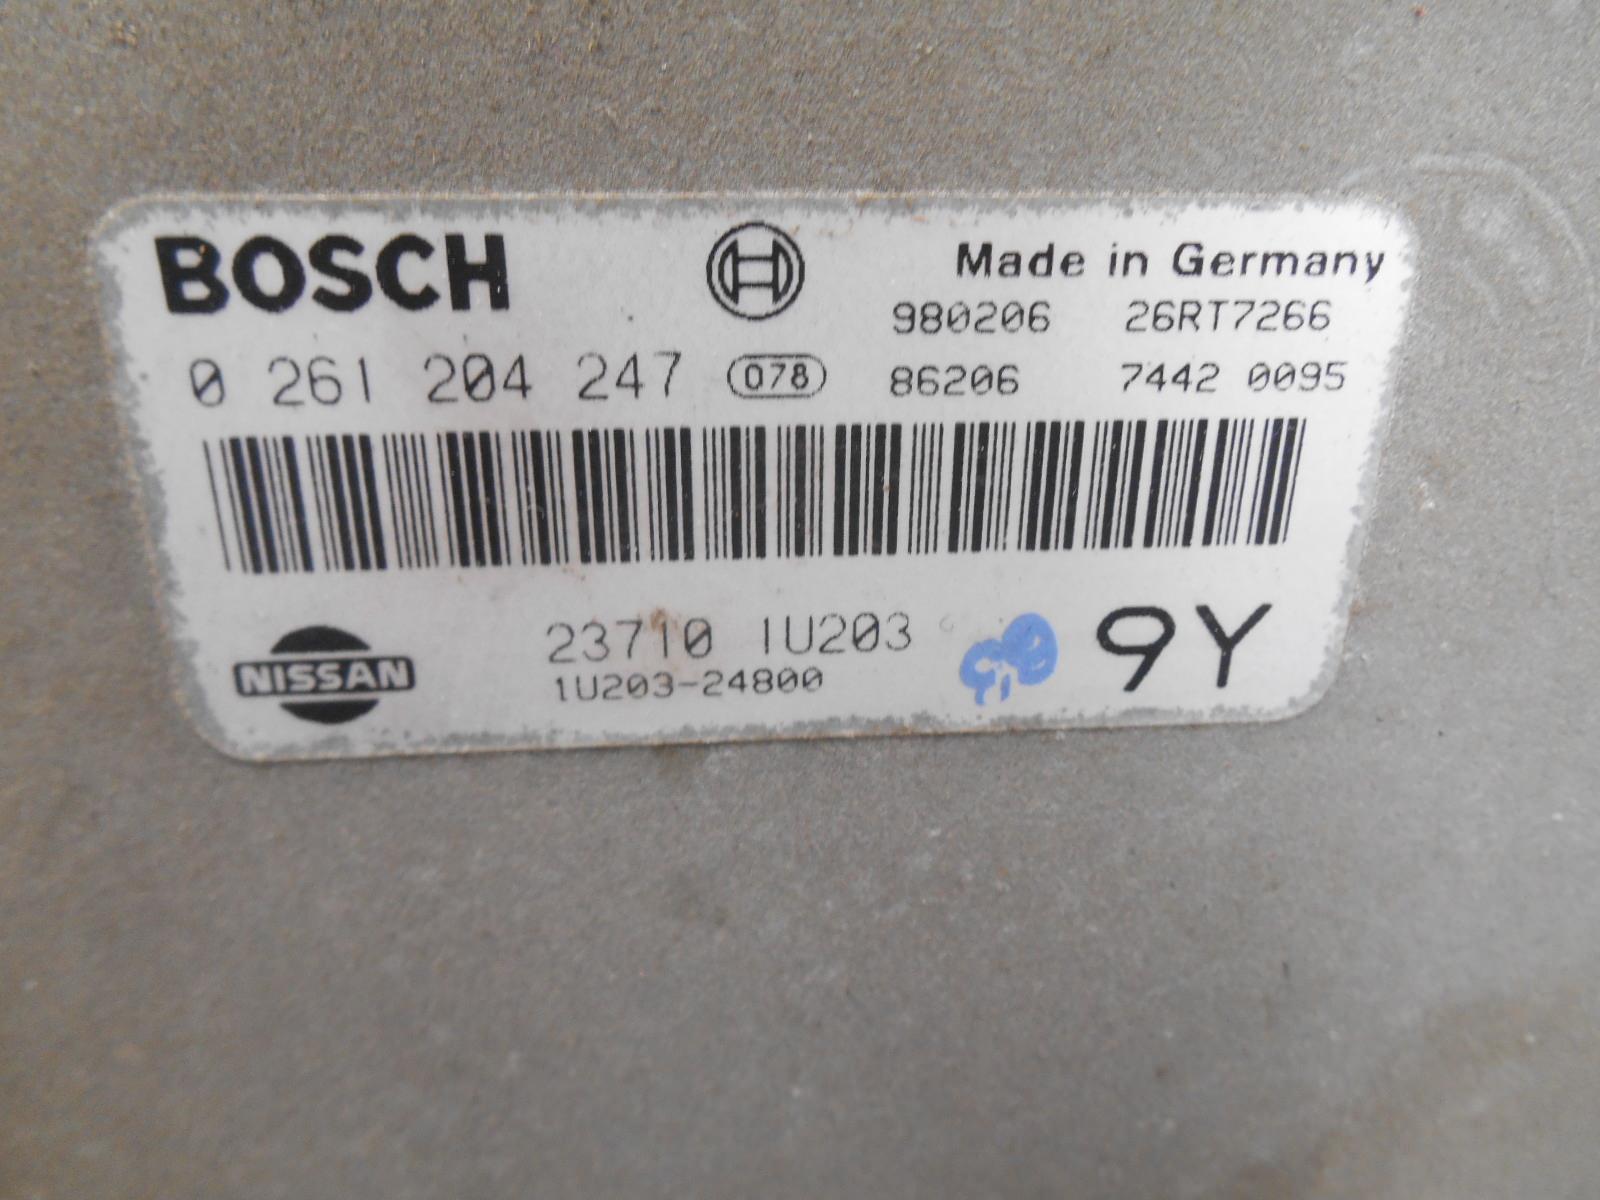 BOSCH Made in Germany
980206 26RT7266
0 261 204 247 078 86206 7442 0095
NISSAN 23710 1U203 9Y
1U203-24800